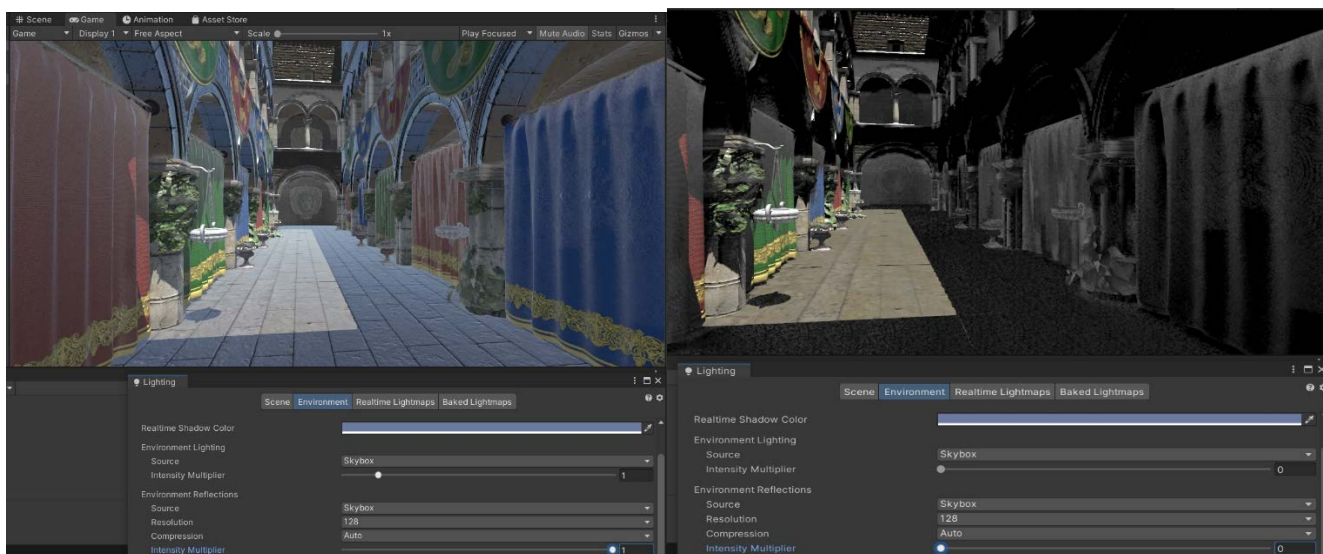 Scene Game Animation Asset Store
Game Display 1 Free Aspect Scale 1x Play Focused Mute Audio Stats Gizmos
Lighting
Scene Environment Realtime Lightmaps Baked Lightmaps
Realtime Shadow Color
Environment Lighting
Source Skybox
Intensity Multiplier 1
Environment Reflections
Source Skybox
Resolution 128
Compression Auto
Intensity Multiplier 1
Lighting
Scene Environment Realtime Lightmaps Baked Lightmaps
Realtime Shadow Color
Environment Lighting
Source Skybox
Intensity Multiplier 0
Environment Reflections
Source Skybox
Resolution 128
Compression Auto
Intensity Multiplier 0